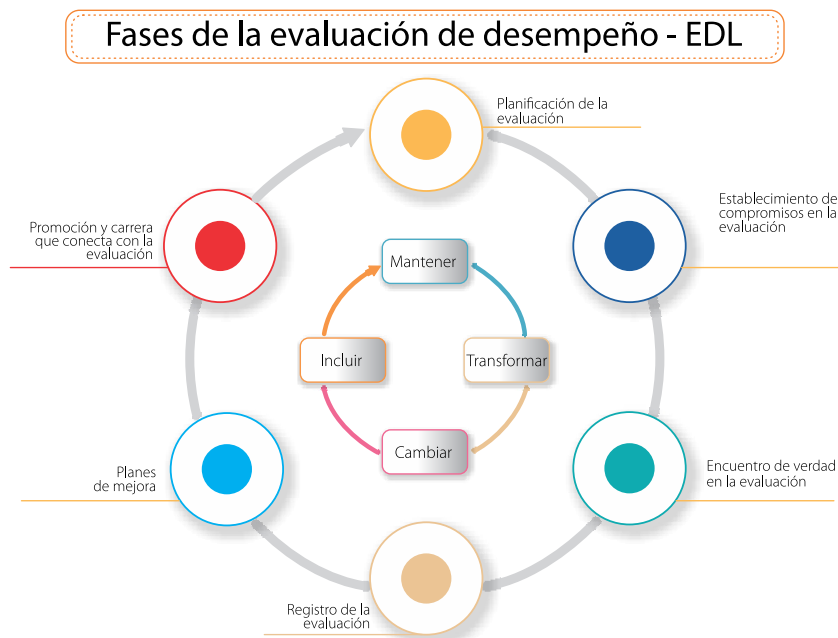 Fases de la evaluación de desempeño - EDL
Planificación de la
evaluación
Establecimiento de
compromisos en la
evaluación
Promoción y carrera
que conecta con la
evaluación
Mantener
Incluir
Transformar
Cambiar
Planes
de mejora
Encuentro de verdad
en la evaluación
Registro de la
evaluación